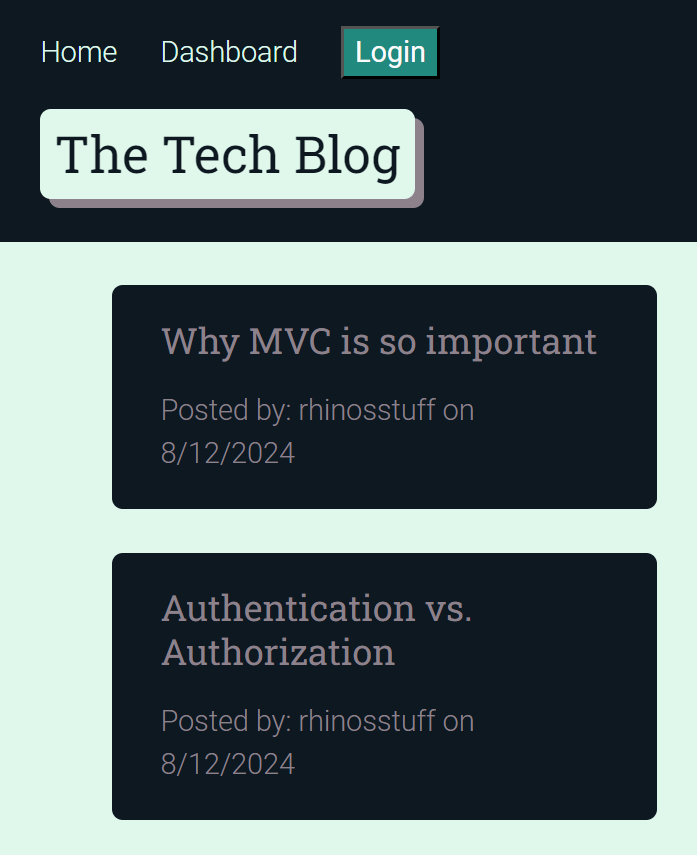 Home Dashboard Login
The Tech Blog
Why MVC is so important
Posted by: rhinosstuff on
8/12/2024
Authentication vs.
Authorization
Posted by: rhinosstuff on
8/12/2024